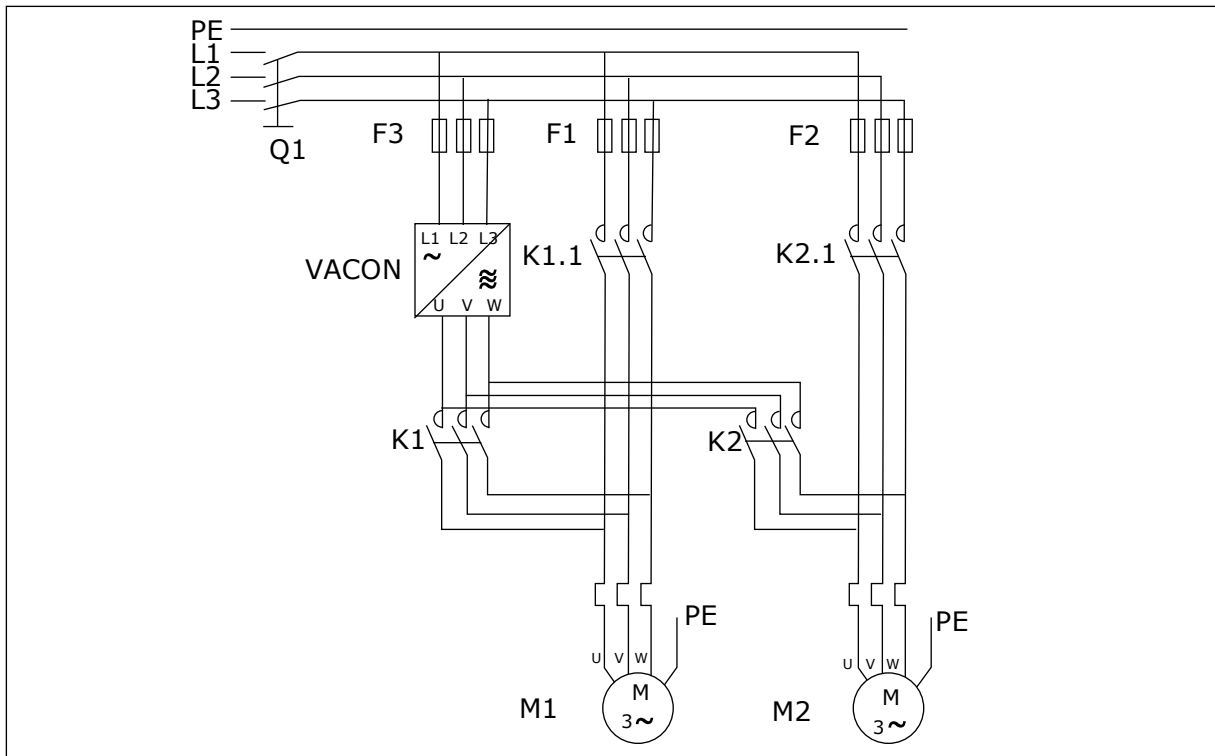 PE
L1
L2
L3
Q1
F3
F1
F2
L1 L2 L3
VACON
U V W
K1.1
K2.1
K1
K2
PE
PE
U V W
U V W
M1
M
3
M2
M
3